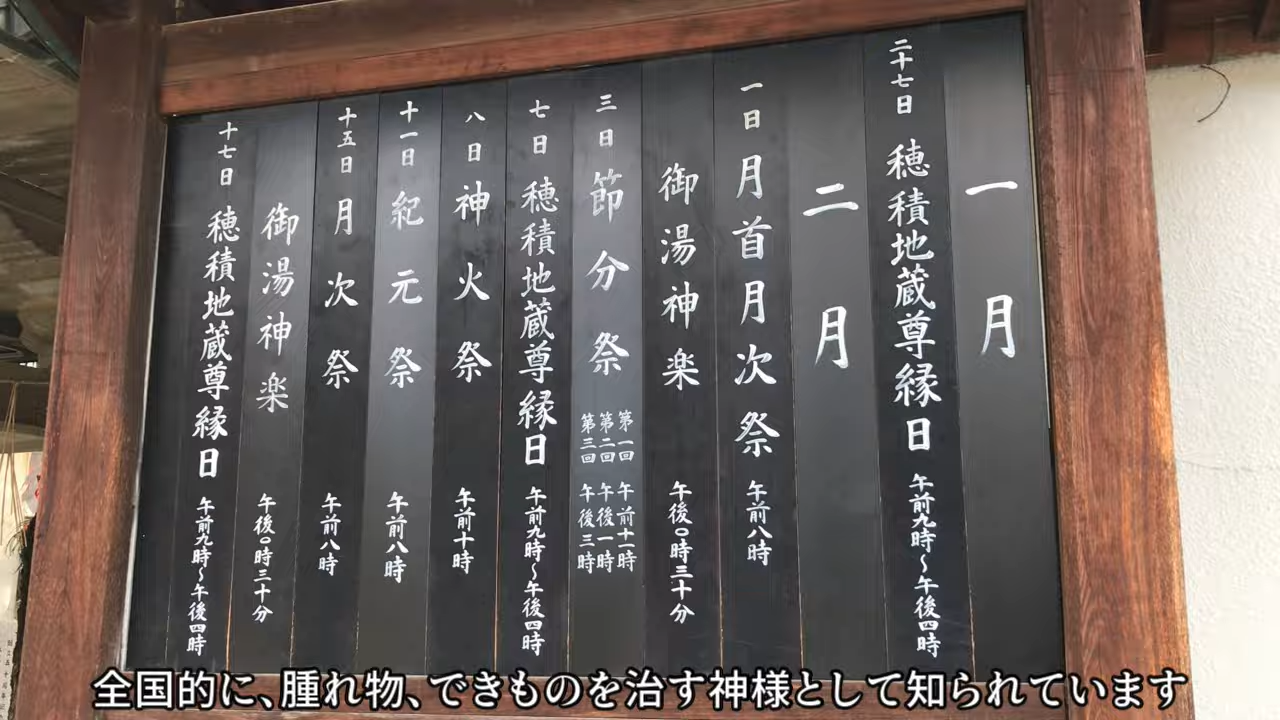 一月
二十七日 穂積地蔵尊縁日 午前九時~午後四時
二月
一日 月首月次祭 午前八時
御湯神楽 午後0時三十分
三日 節分祭 第一回 午前十一時
第二回 午後一時
第三回 午後三時
七日 穂積地蔵尊縁日 午前九時~午後四時
八日 神火祭 午前十時
十一日 紀元祭 午前八時
十五日 月次祭 午前八時
御湯神楽 午後0時三十分
十七日 穂積地蔵尊縁日 午前九時~午後四時
全国的に、腫れ物、できものを治す神様として知られています